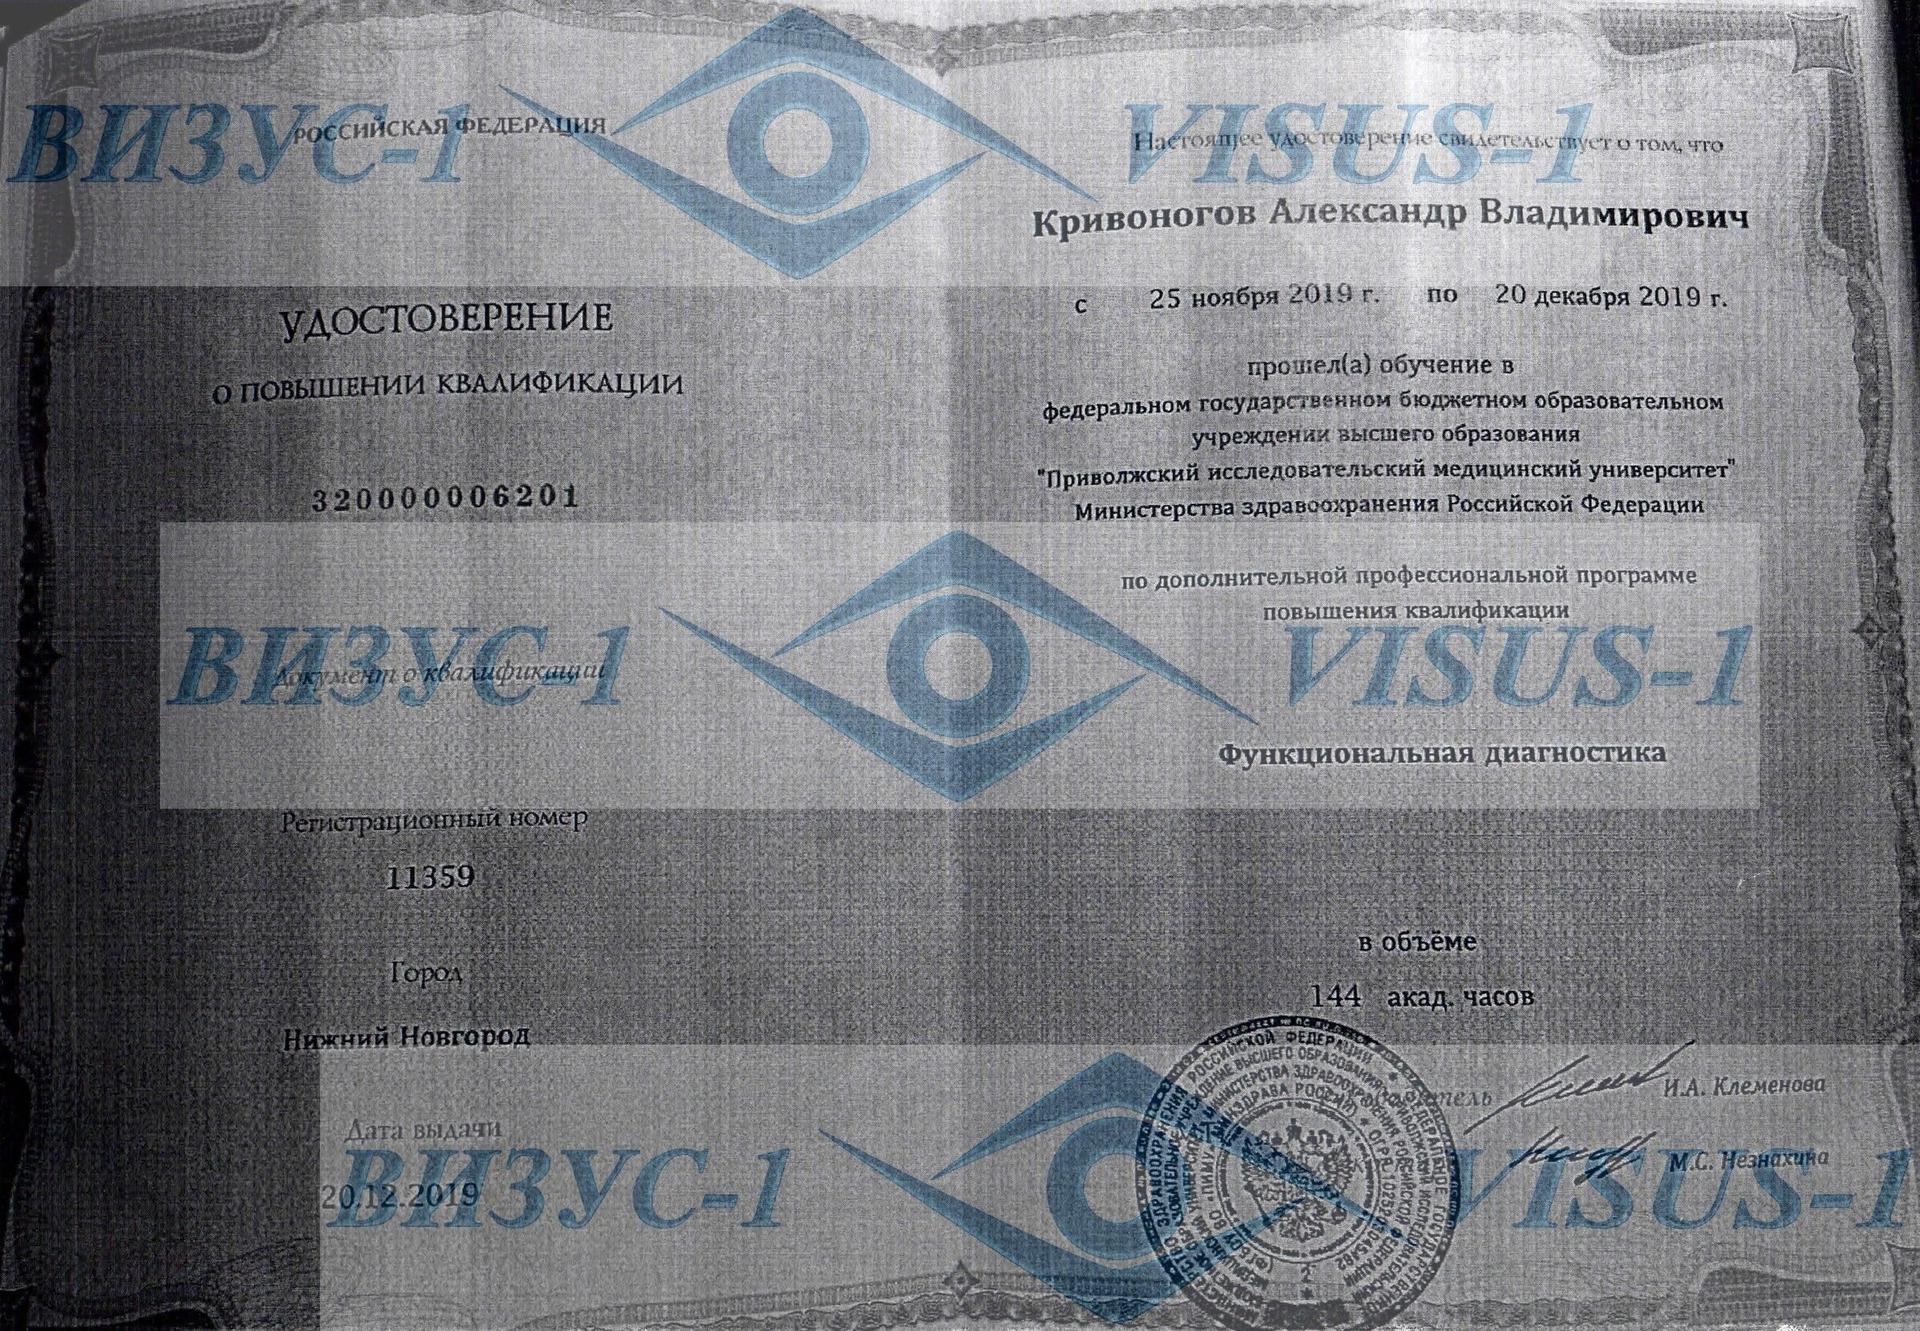 РОССИЙСКАЯ ФЕДЕРАЦИЯ
УДОСТОВЕРЕНИЕ
О ПОВЫШЕНИИ КВАЛИФИКАЦИИ
320000006201
Документ о квалификации
Регистрационный номер
11359
Город
Нижний Новгород
Дата выдачи
20.12.2019
Настоящее удостоверение свидетельствует о том, что
Кривоногов Александр Владимирович
с 25 ноября 2019 г. по 20 декабря 2019 г.
прошел(а) обучение в
федеральном государственном бюджетном образовательном
учреждении высшего образования
"Приволжский исследовательский медицинский университет"
Министерства здравоохранения Российской Федерации
по дополнительной профессиональной программе
повышения квалификации
Функциональная диагностика
в объёме
144 акад. часов
И.А. Клеменова
М.С. Незнахина
ВИЗУС-1 VISUS-1
ВИЗУС-1 VISUS-1
ВИЗУС-1 VISUS-1